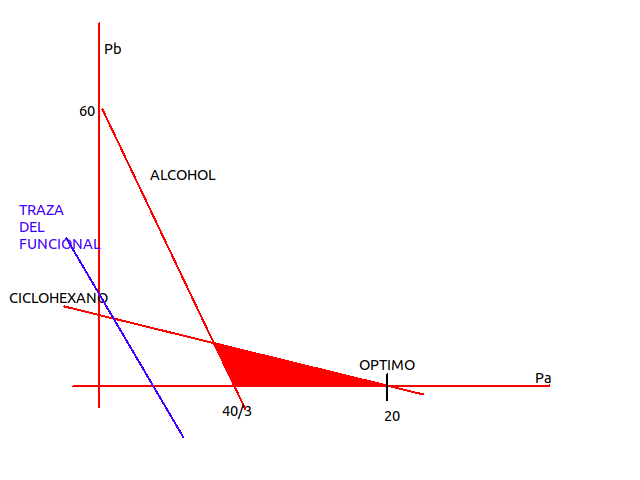 Pb
60
ALCOHOL
TRAZA
DEL
FUNCIONAL
CICLOHEXANO
OPTIMO
Pa
40/3
20